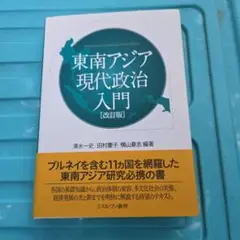 東南アジア
現代政治
入門
[改訂版]
清水一史 田村慶子 横山豪志 編著
ブルネイを含む11ヵ国を網羅した
東南アジア研究必携の書
ミネルヴァ書房